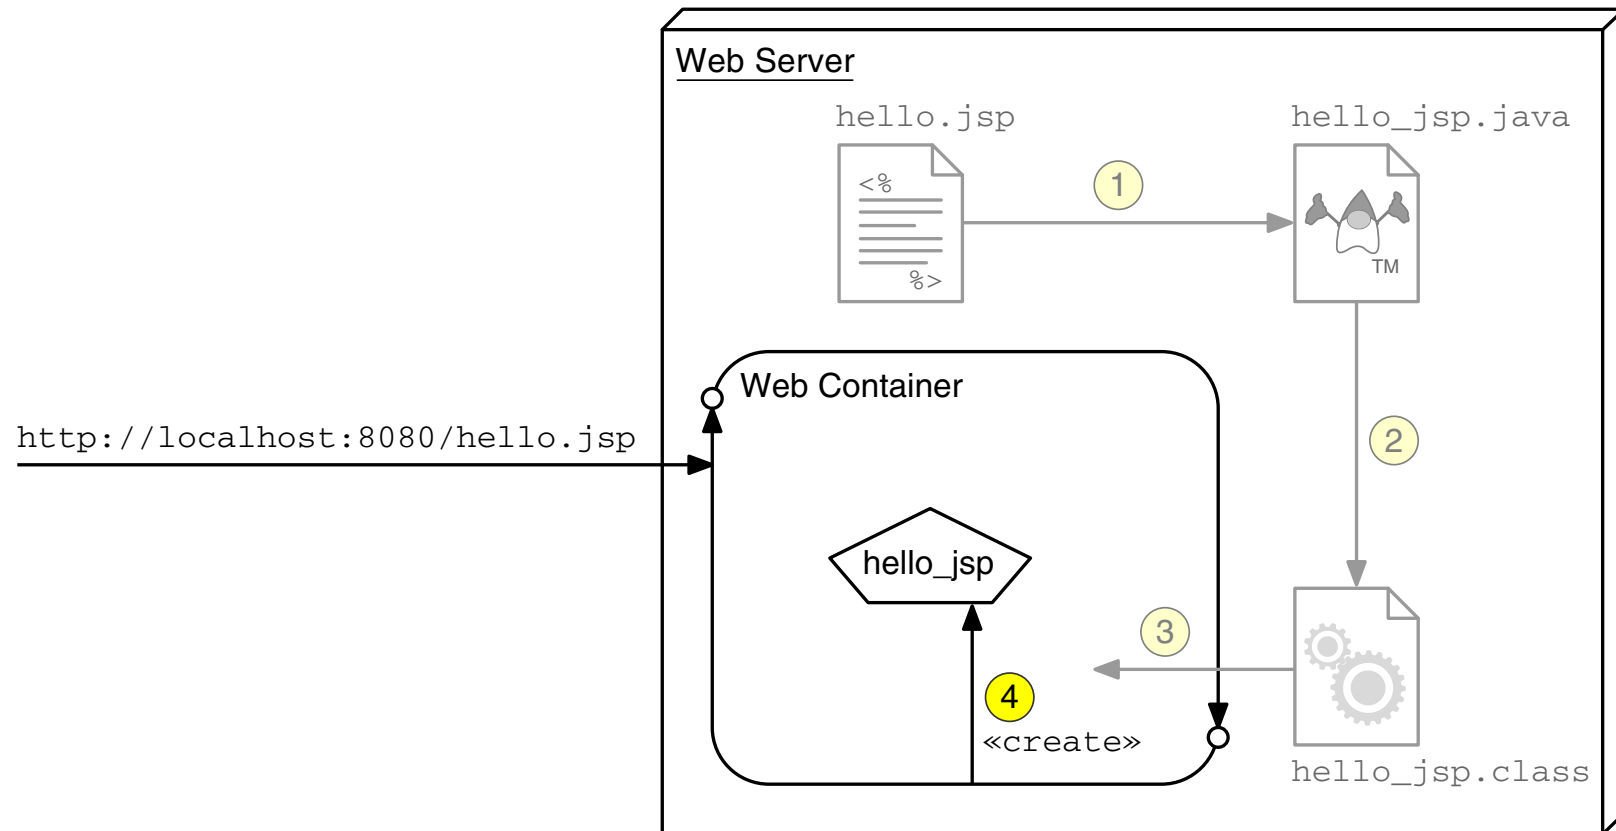 Web Server
hello.jsp
hello_jsp.java
<%
%>
1
TM
Web Container
http://localhost:8080/hello.jsp
2
hello_jsp
3
4
«create»
hello_jsp.class